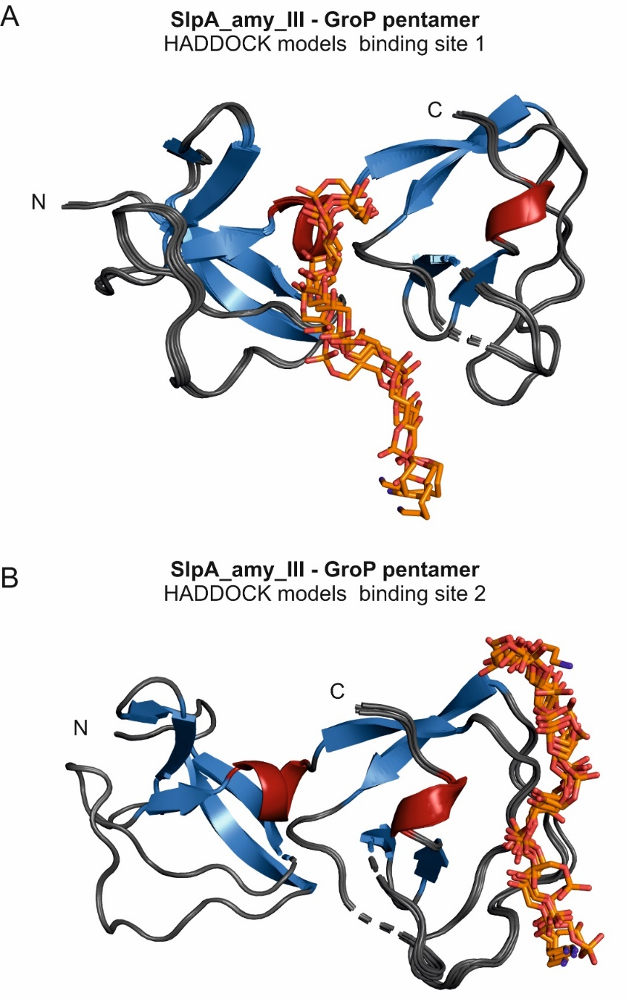 A
SlpA_amy_III - GroP pentamer
HADDOCK models  binding site 1
C
N
B
SlpA_amy_III - GroP pentamer
HADDOCK models  binding site 2
C
N